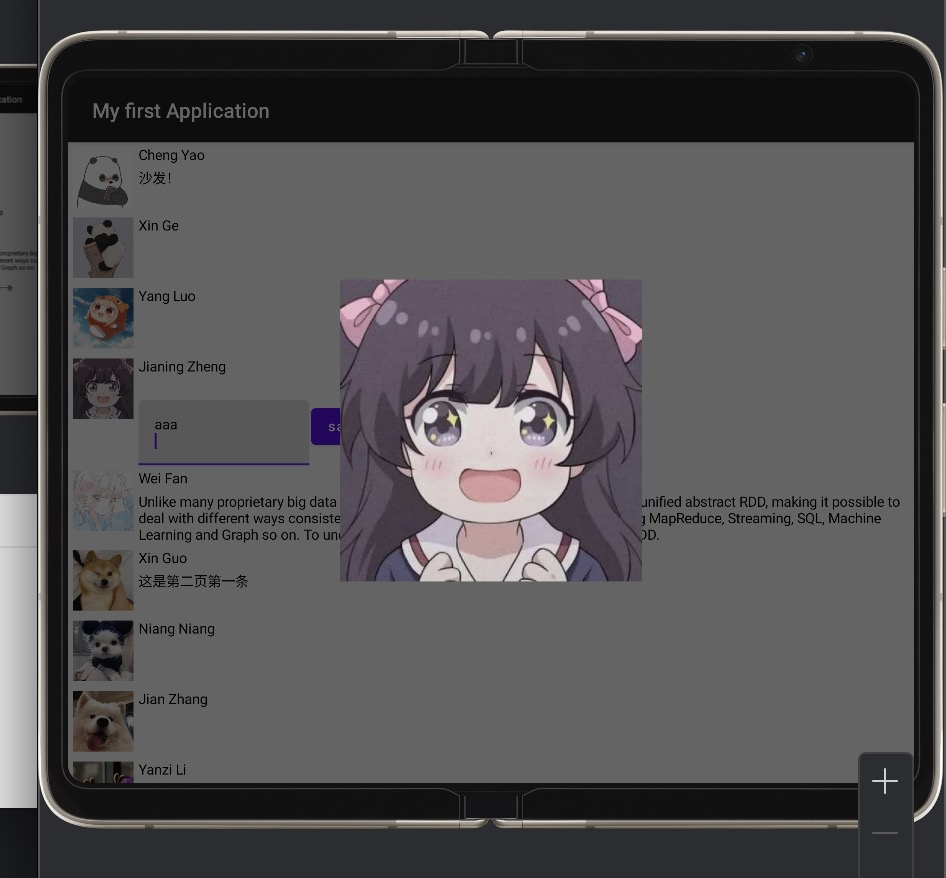 cation
My first Application
Cheng Yao
沙发！
Xin Ge
Yang Luo
Jianing Zheng
aaa
Wei Fan
Unlike many proprietary big data unified abstract RDD, making it possible to
deal with different ways MapReduce, Streaming, SQL, Machine
Learning and Graph so on. To
Xin Guo
这是第二页第一条
Niang Niang
Jian Zhang
Yanzi Li